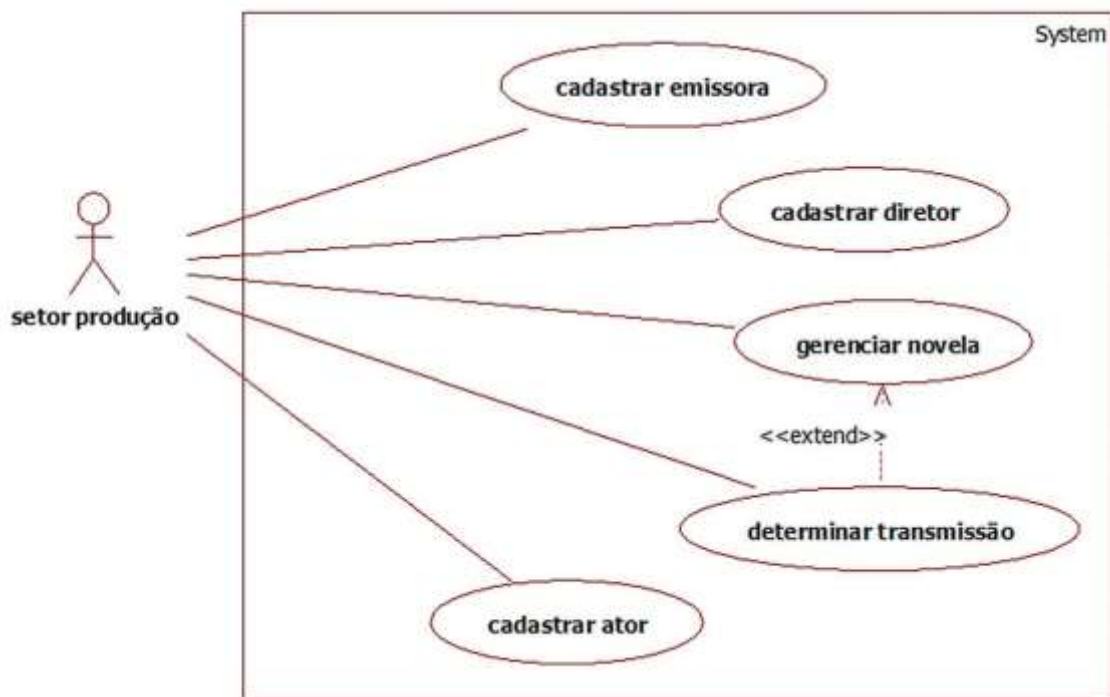 System
cadastrar emissora
cadastrar diretor
setor produção
gerenciar novela
<<extend>>
determinar transmissão
cadastrar ator